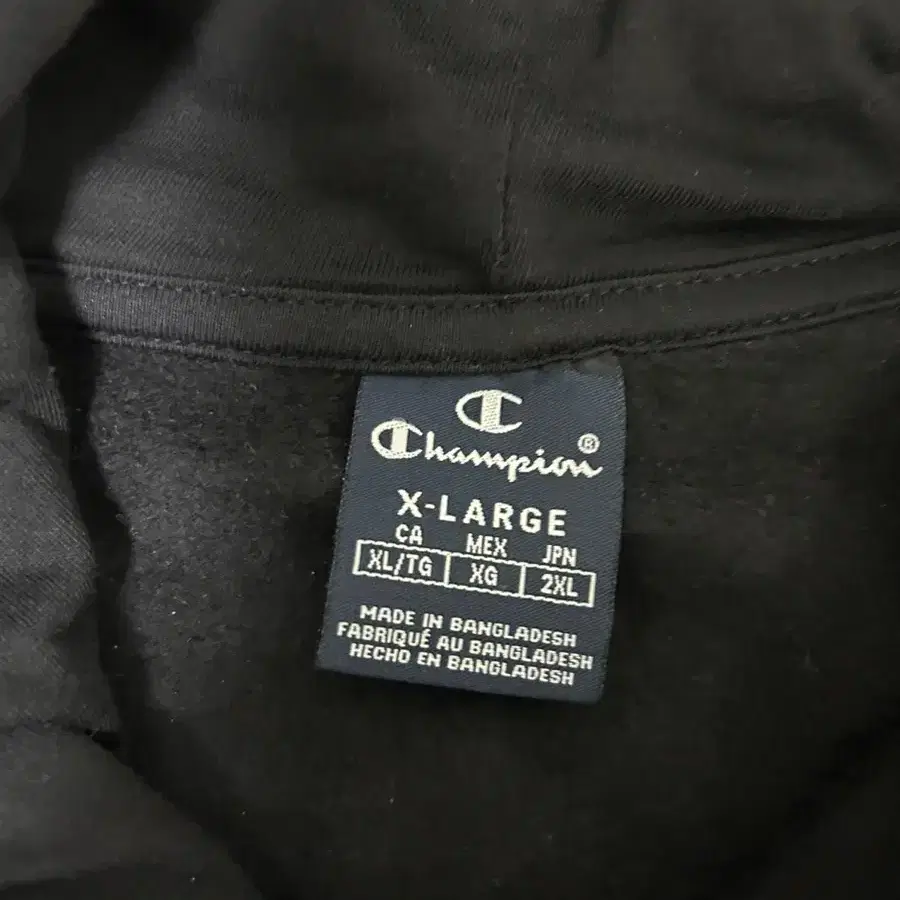 Champion®
X-LARGE
CA MEX JPN
XL/TG XG 2XL
MADE IN BANGLADESH
FABRIQUÉ AU BANGLADESH
HECHO EN BANGLADESH